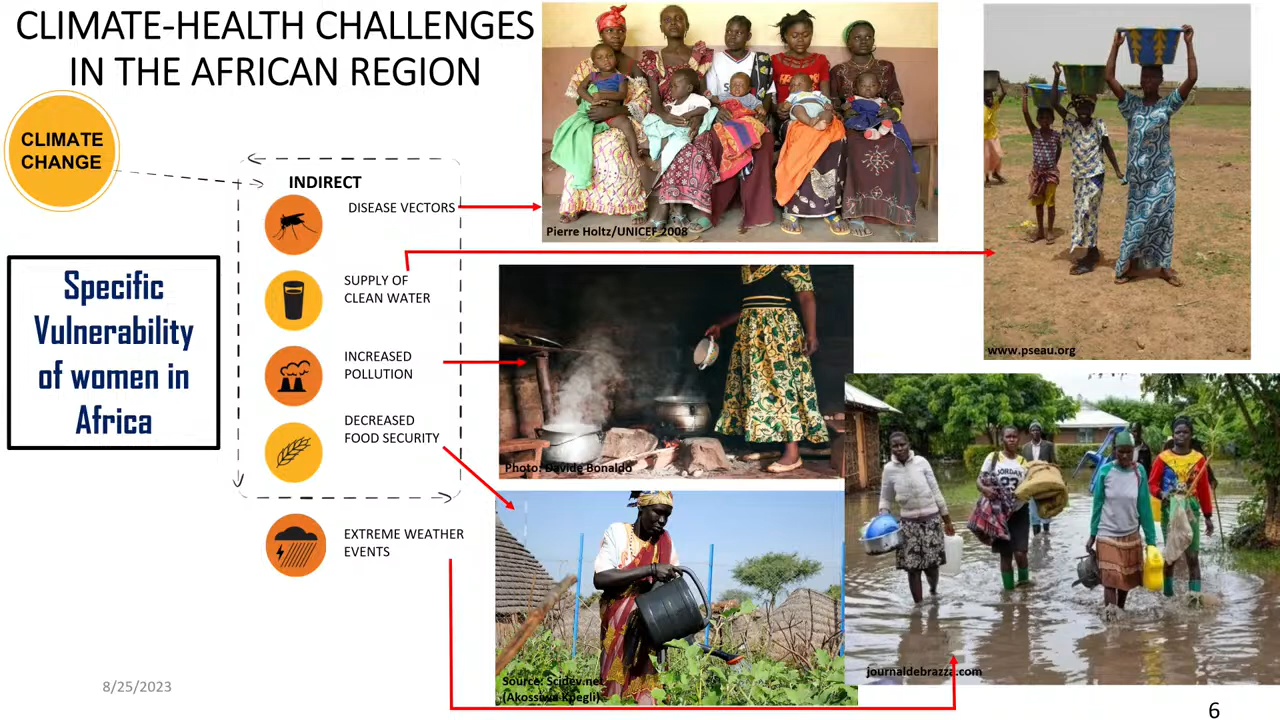 CLIMATE-HEALTH CHALLENGES
IN THE AFRICAN REGION
CLIMATE
CHANGE
Specific
Vulnerability
of women in
Africa
INDIRECT
DISEASE VECTORS
SUPPLY OF
CLEAN WATER
INCREASED
POLLUTION
DECREASED
FOOD SECURITY
EXTREME WEATHER
EVENTS
Pierre Holtz/UNICEF 2008
www.pseau.org
Photo: Davide Bonaldo
JORDAN
23
Source: Scidev.net
journaldebrazza.com
8/25/2023
6